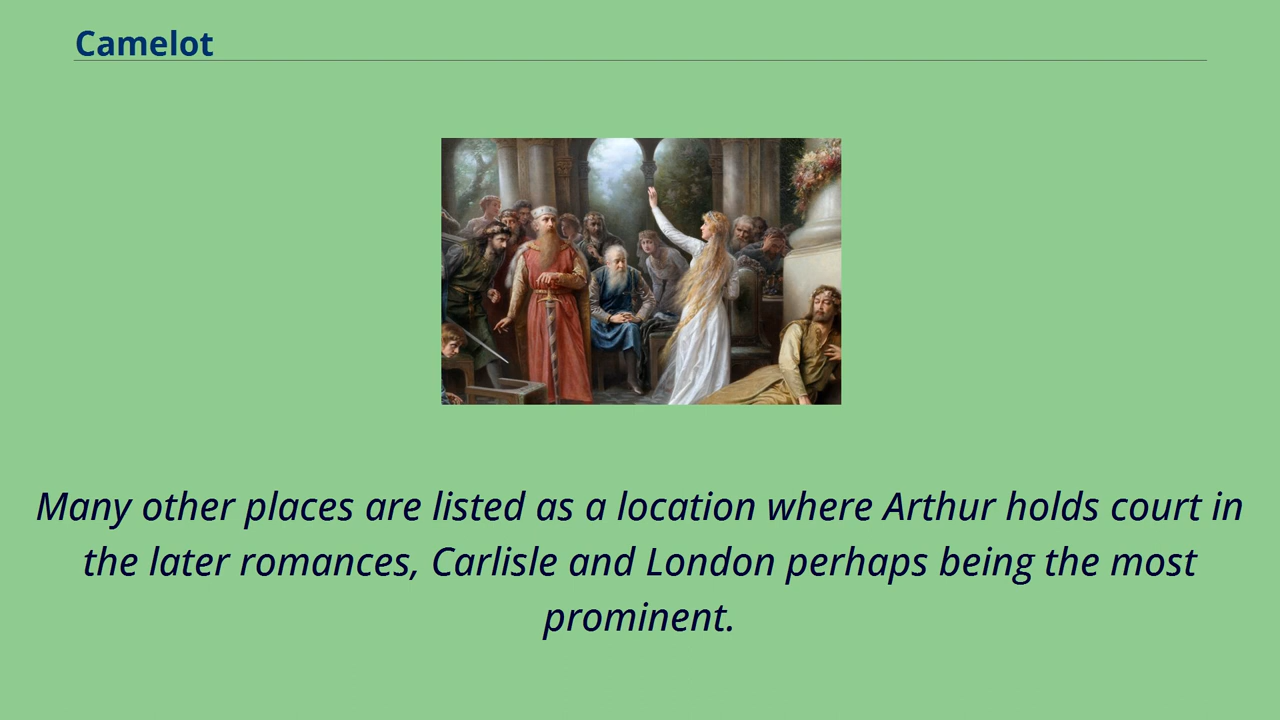 Camelot
Many other places are listed as a location where Arthur holds court in
the later romances, Carlisle and London perhaps being the most
prominent.